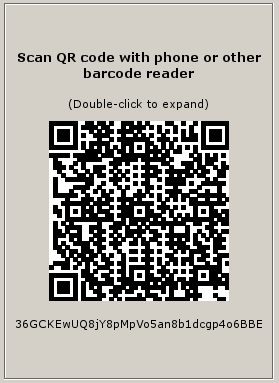 Scan QR code with phone or other
barcode reader
(Double-click to expand)
36GCKEwUQ8jY8pMpVo5an8b1dcgp4o6BBE